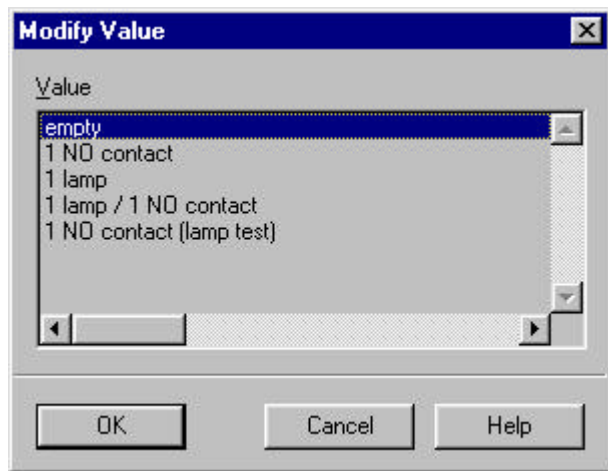 Modify Value
Value
empty
1 NO contact
1 lamp
1 lamp / 1 NO contact
1 NO contact (lamp test)
OK Cancel Help